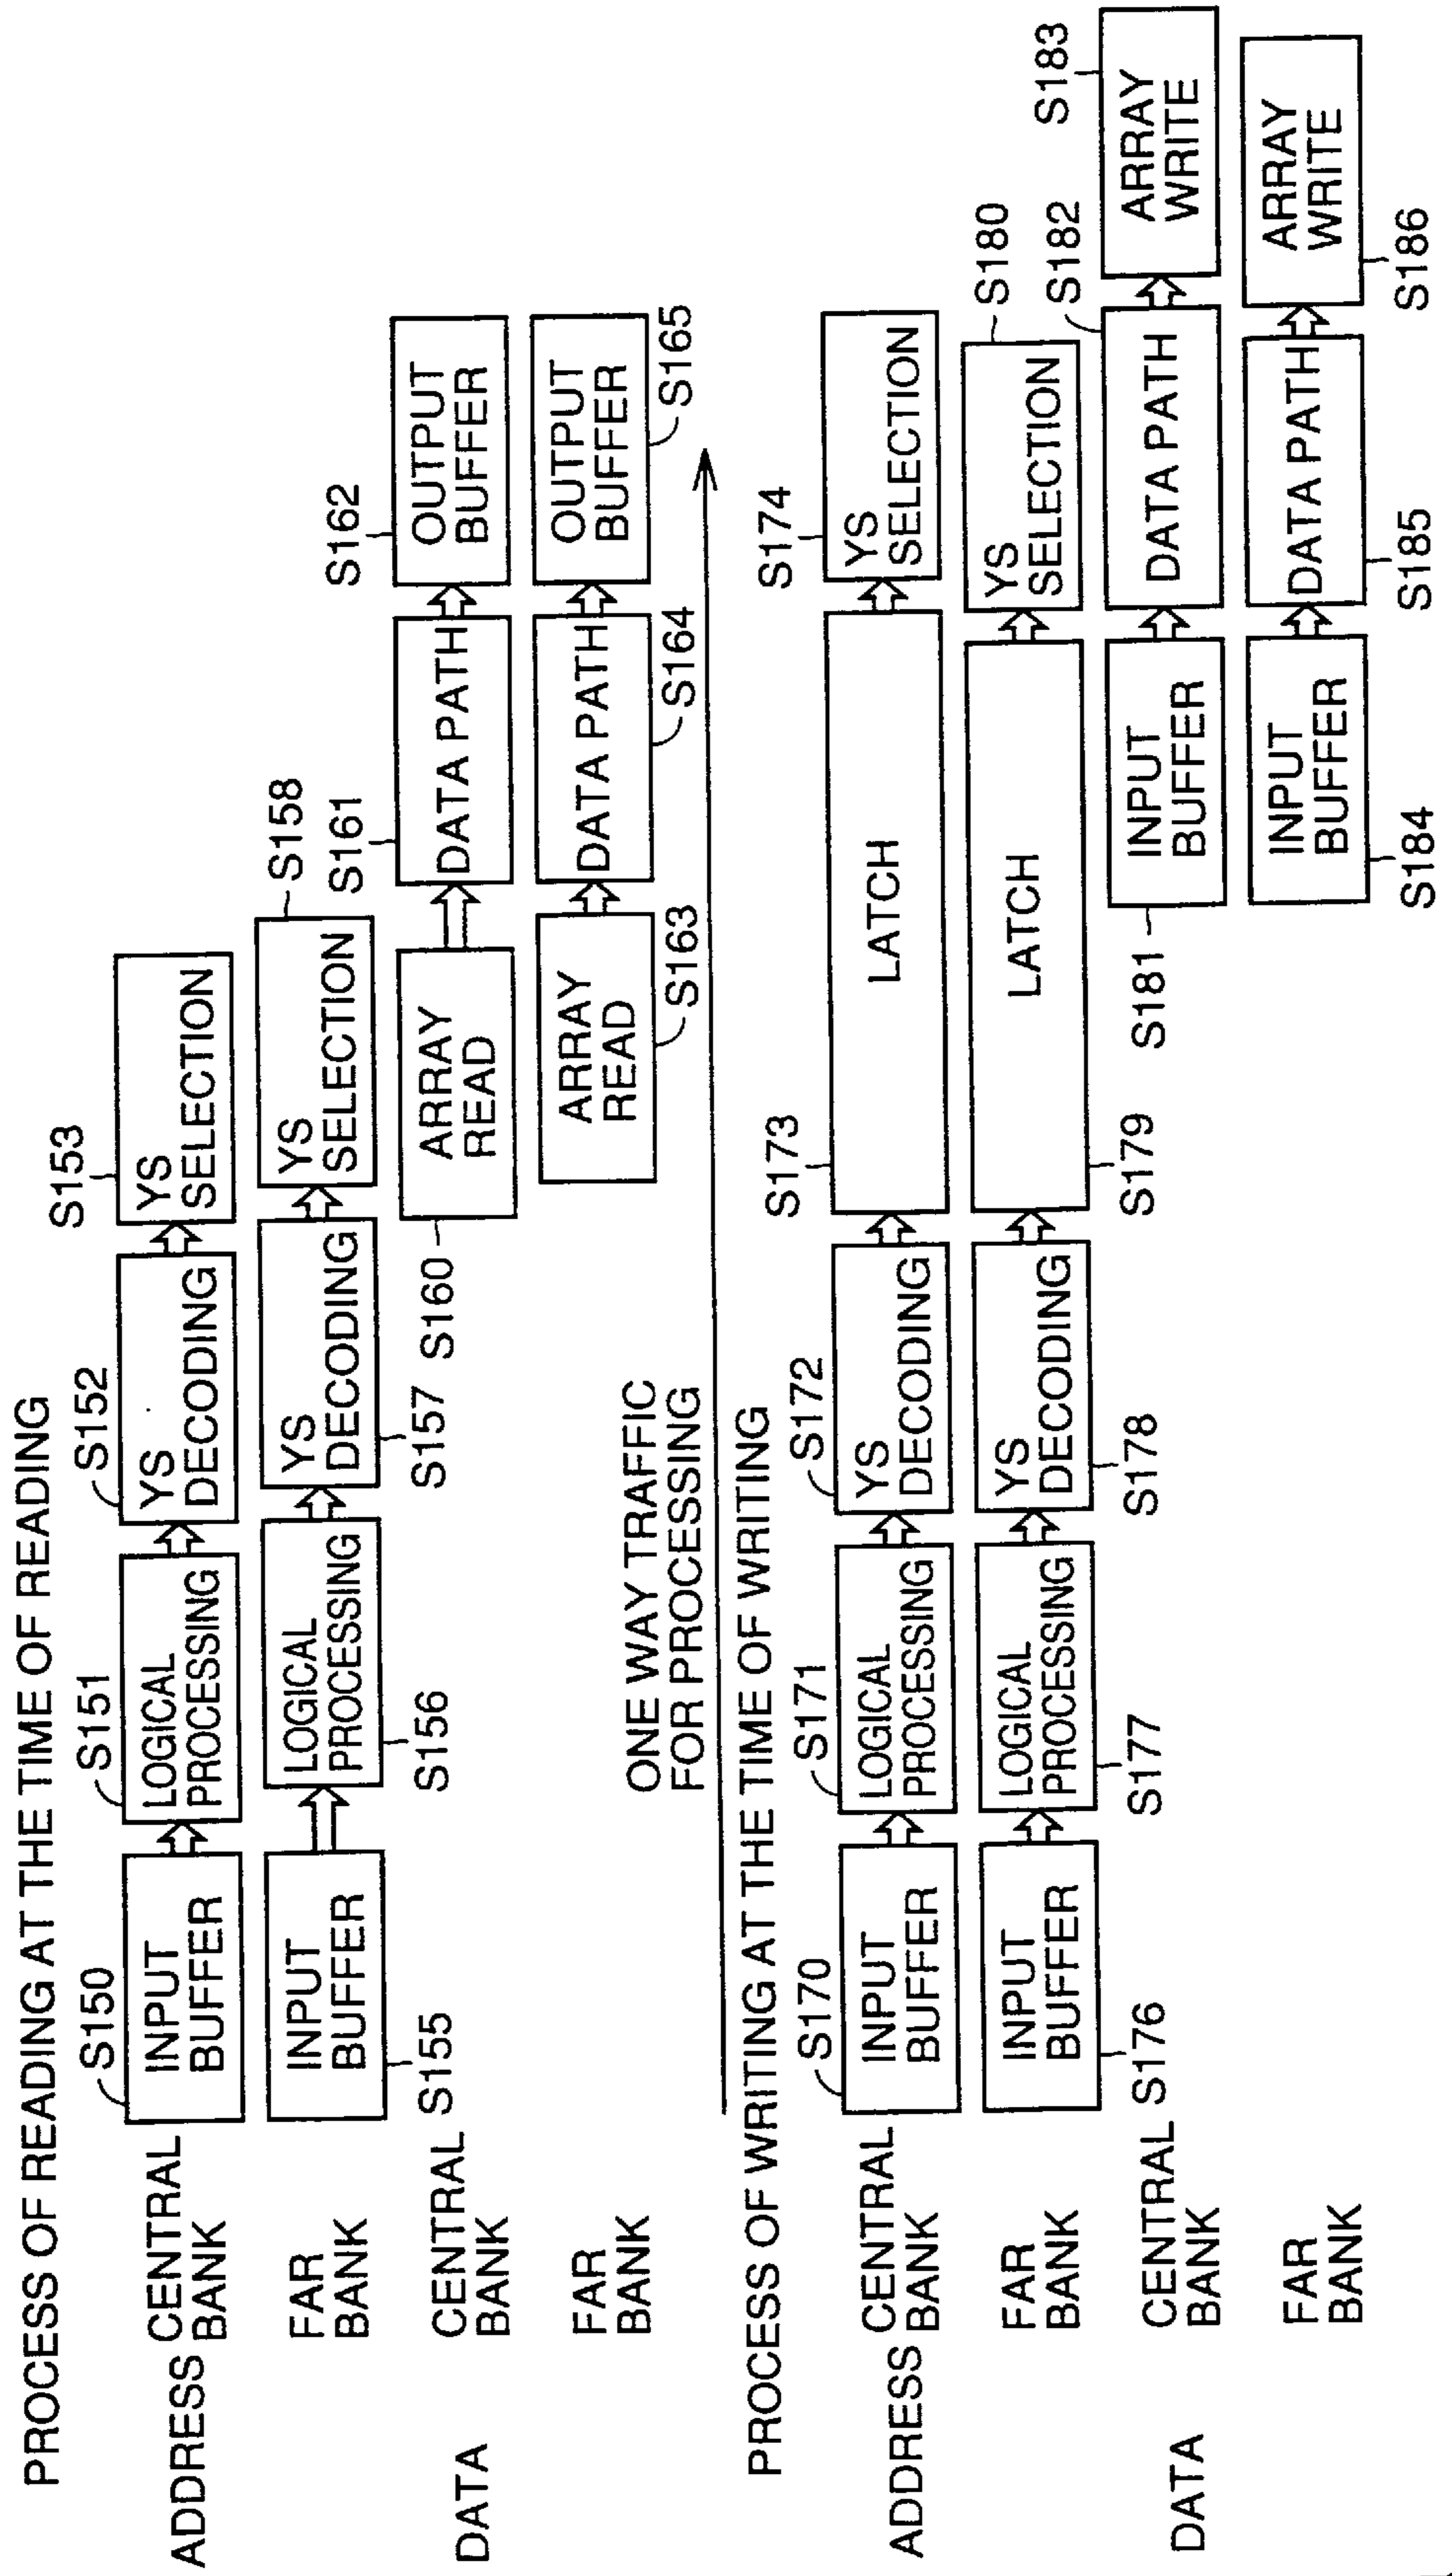 PROCESS OF READING AT THE TIME OF READING
ADDRESS
CENTRAL
BANK
S150
INPUT
BUFFER
S151
LOGICAL
PROCESSING
S152
YS
DECODING
S153
YS
SELECTION
FAR
BANK
INPUT
BUFFER
S155
LOGICAL
PROCESSING
S156
YS
DECODING
S157
YS
SELECTION
S158
DATA
CENTRAL
BANK
S160
ARRAY
READ
S161
DATA PATH
S162
OUTPUT
BUFFER
FAR
BANK
ARRAY
READ
S163
DATA PATH
S164
OUTPUT
BUFFER
S165
ONE WAY TRAFFIC
FOR PROCESSING
PROCESS OF WRITING AT THE TIME OF WRITING
ADDRESS
CENTRAL
BANK
S170
INPUT
BUFFER
S171
LOGICAL
PROCESSING
S172
YS
DECODING
S173
LATCH
S174
YS
SELECTION
FAR
BANK
INPUT
BUFFER
S176
LOGICAL
PROCESSING
S177
YS
DECODING
S178
LATCH
S179
YS
SELECTION
S180
DATA
CENTRAL
BANK
S181
INPUT
BUFFER
S182
DATA PATH
S183
ARRAY
WRITE
FAR
BANK
INPUT
BUFFER
S184
DATA PATH
S185
ARRAY
WRITE
S186